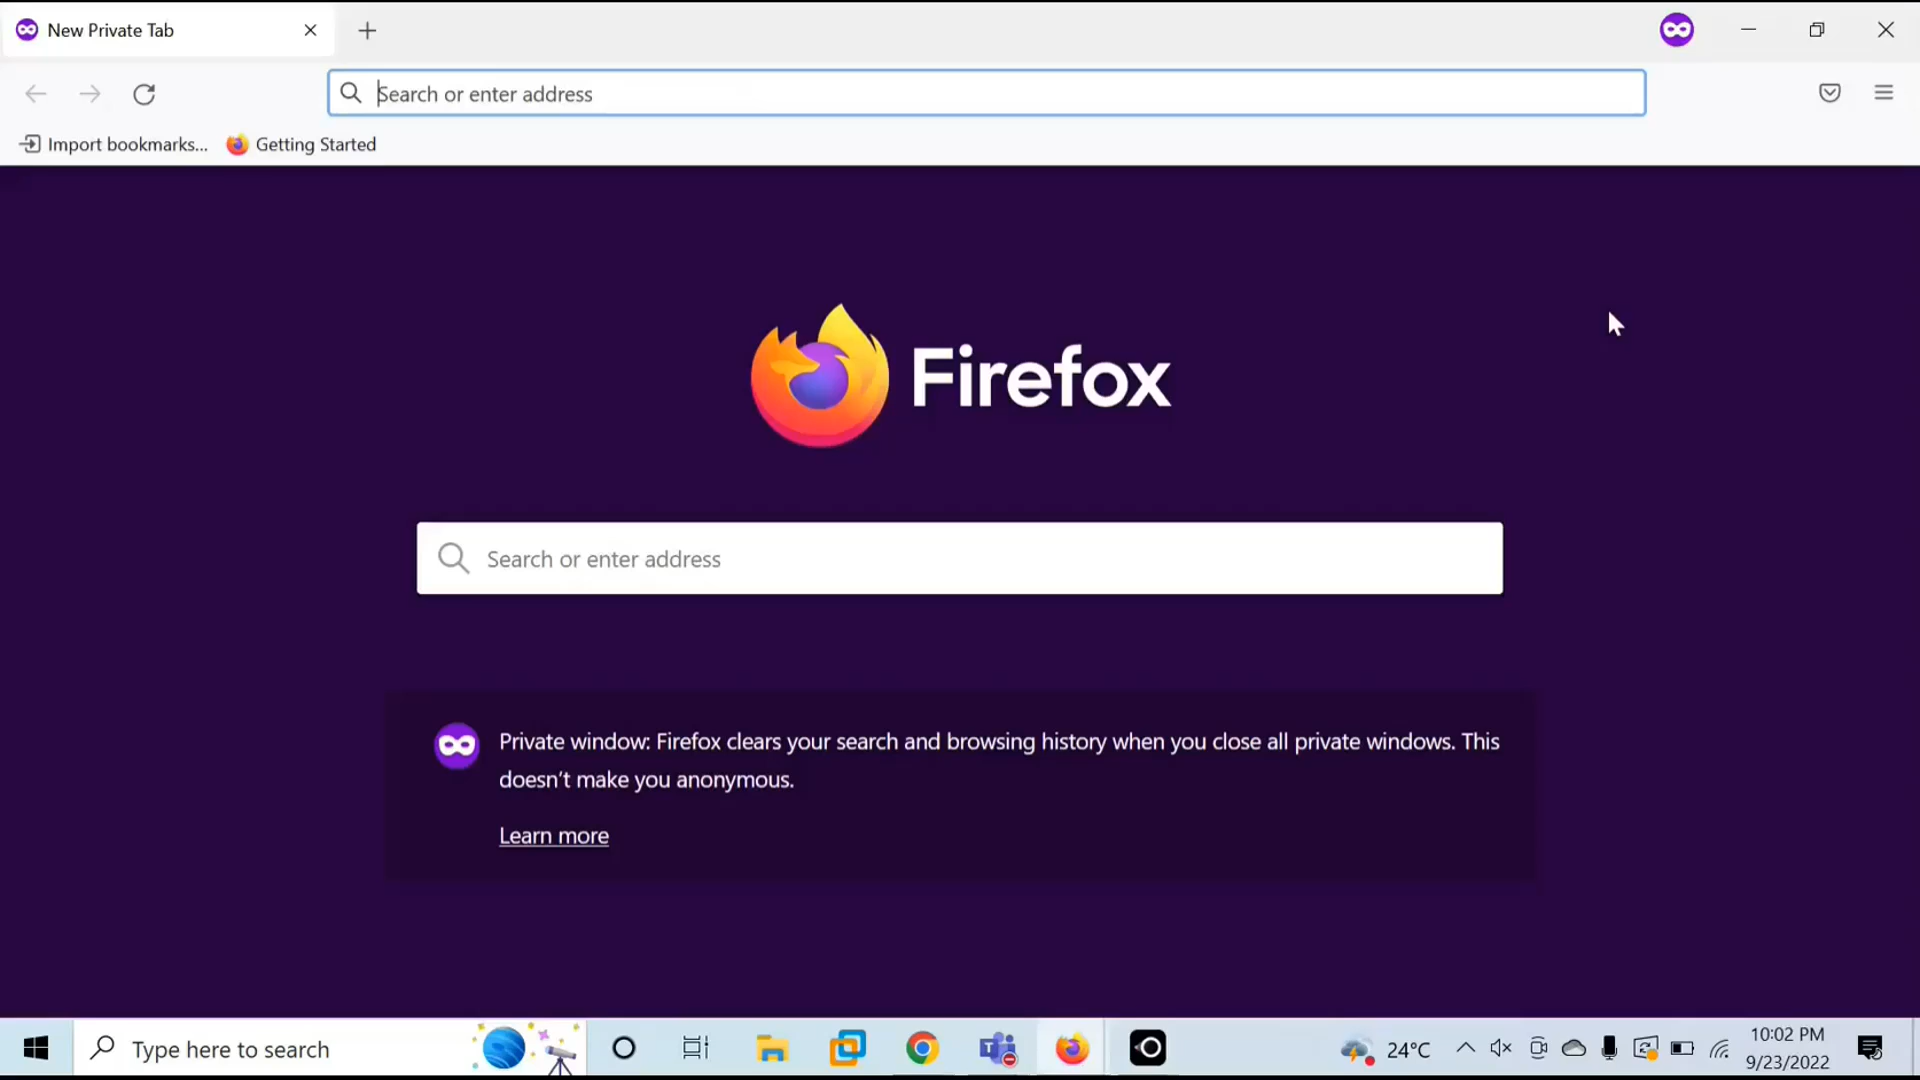 New Private Tab
Search or enter address
Import bookmarks...
Getting Started
Firefox
Search or enter address
Private window: Firefox clears your search and browsing history when you close all private windows. This
doesn't make you anonymous.
Learn more
Type here to search
24°C
10:02 PM
9/23/2022